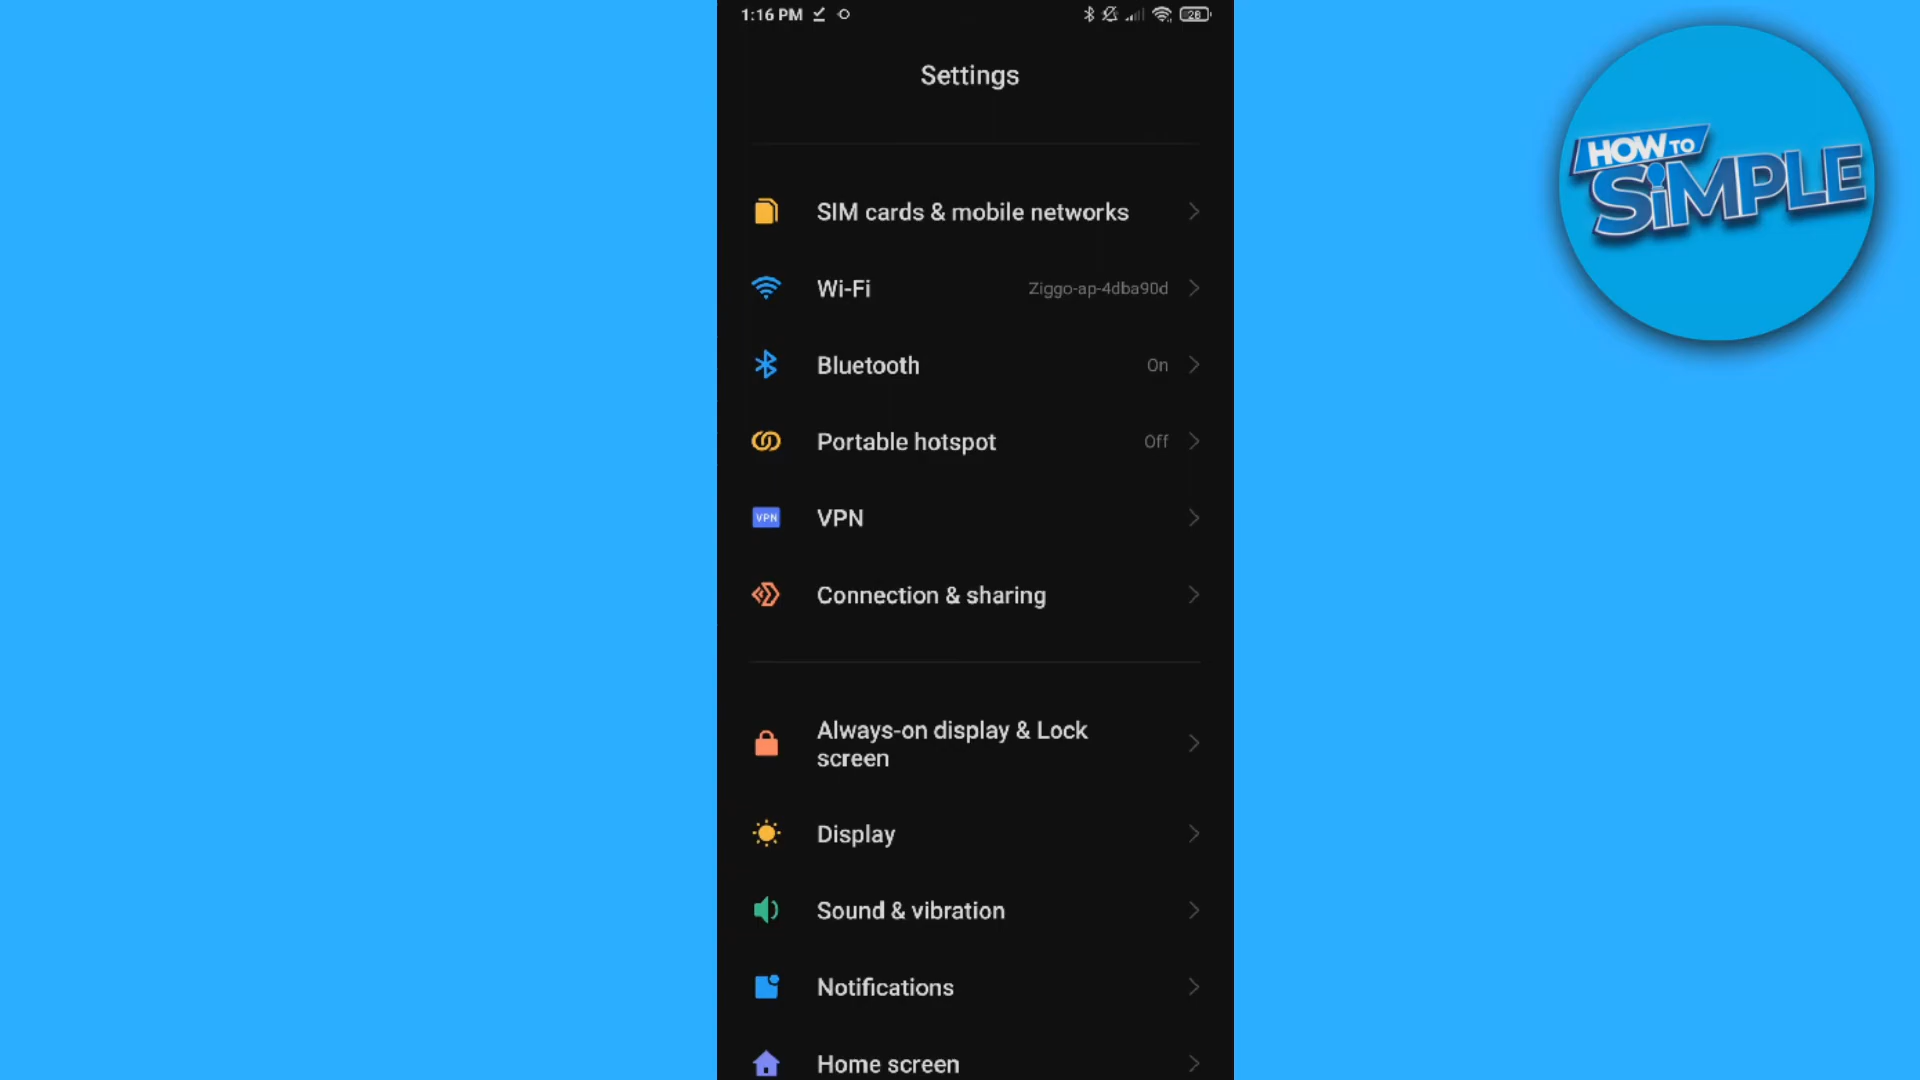 1:16 PM
28
Settings
HOW TO
SiMPLE
SIM cards & mobile networks
Wi-Fi
Ziggo-ap-4dba90d
Bluetooth
On
Portable hotspot
Off
VPN
VPN
Connection & sharing
Always-on display & Lock
screen
Display
Sound & vibration
Notifications
Home screen